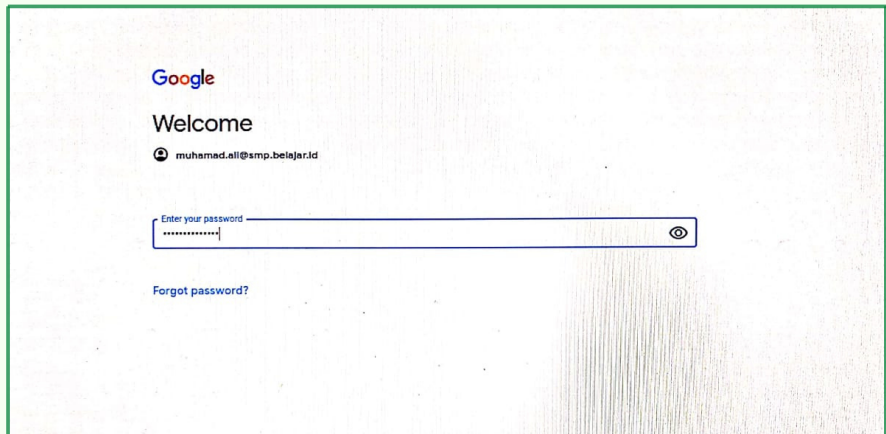 Google
Welcome
muhamad.ali@smp.belajar.id
Enter your password
••••••••••••••
Forgot password?